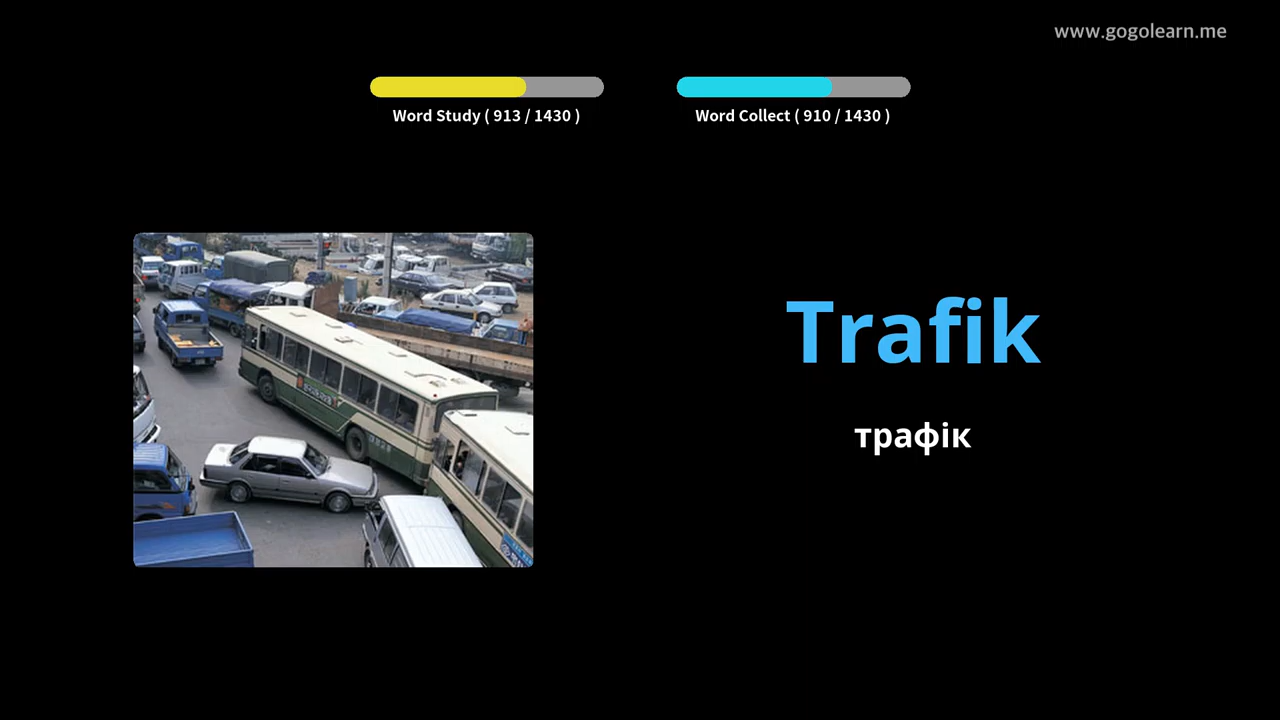 www.gogolearn.me
Word Study ( 913 / 1430 )
Word Collect ( 910 / 1430 )
Trafik
трафік